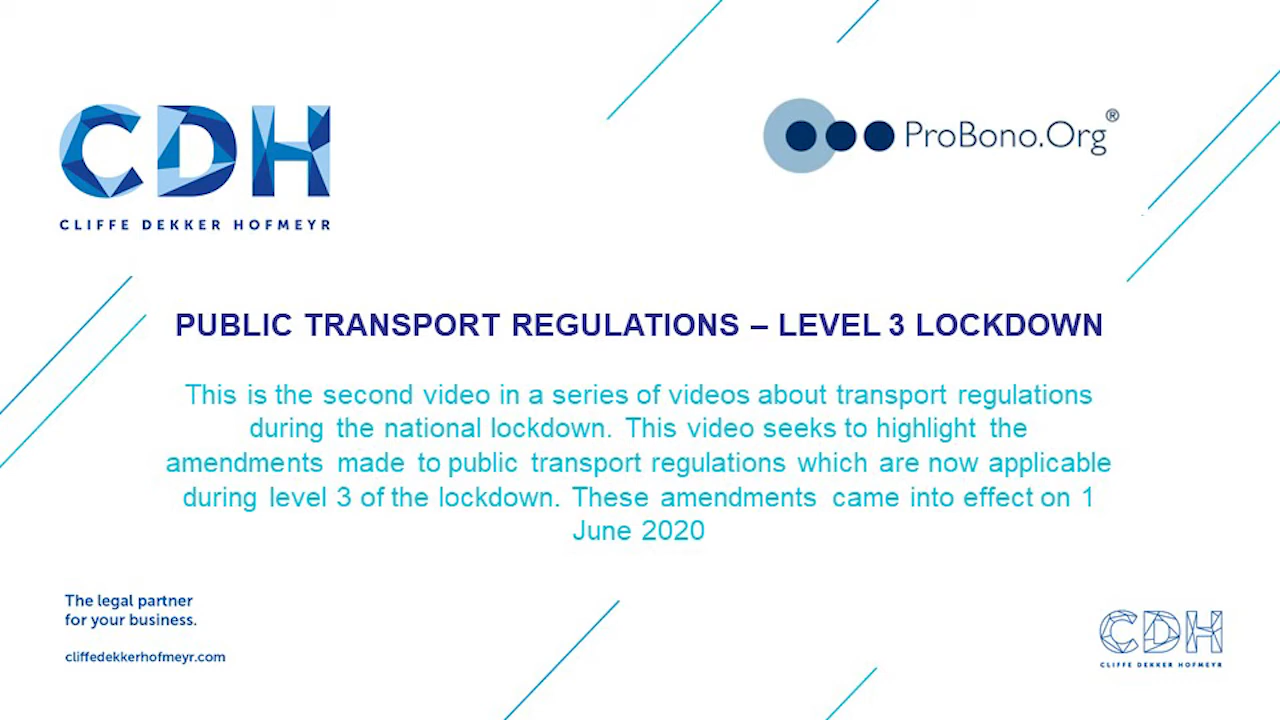 CDH
CLIFFE DEKKER HOFMEYR
ProBono.Org®
PUBLIC TRANSPORT REGULATIONS – LEVEL 3 LOCKDOWN
This is the second video in a series of videos about transport regulations
during the national lockdown. This video seeks to highlight the
amendments made to public transport regulations which are now applicable
during level 3 of the lockdown. These amendments came into effect on 1
June 2020
The legal partner
for your business.
cliffedekkerhofmeyr.com
CDH
CLIFFE DEKKER HOFMEYR